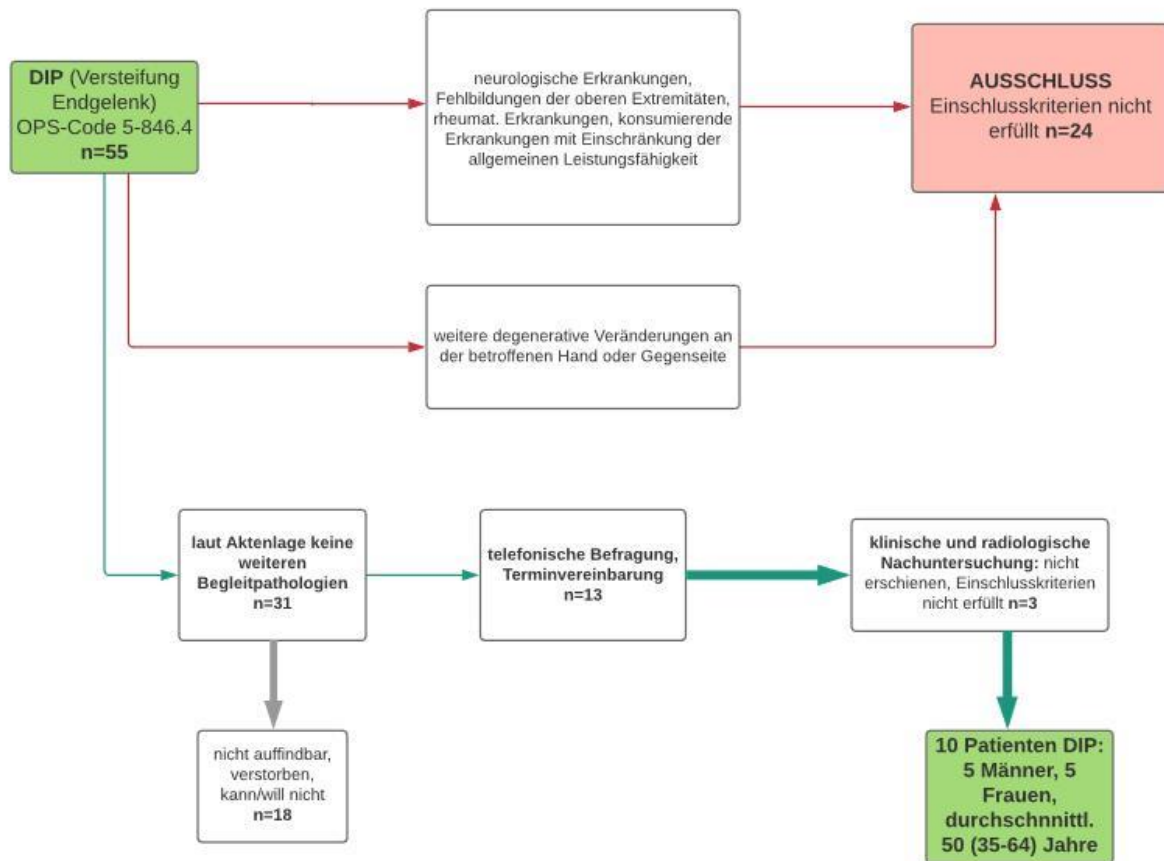 DIP (Versteifung
Endgelenk)
OPS-Code 5-846.4
n=55
neurologische Erkrankungen,
Fehlbildungen der oberen Extremitäten,
rheumat. Erkrankungen, konsumierende
Erkrankungen mit Einschränkung der
allgemeinen Leistungsfähigkeit
AUSSCHLUSS
Einschlusskriterien nicht
erfüllt n=24
weitere degenerative Veränderungen an
der betroffenen Hand oder Gegenseite
laut Aktenlage keine
weiteren
Begleitpathologien
n=31
telefonische Befragung,
Terminvereinbarung
n=13
klinische und radiologische
Nachuntersuchung: nicht
erschienen, Einschlusskriterien
nicht erfüllt n=3
nicht auffindbar,
verstorben,
kann/will nicht
n=18
10 Patienten DIP:
5 Männer, 5
Frauen,
durchschnnittl.
50 (35-64) Jahre